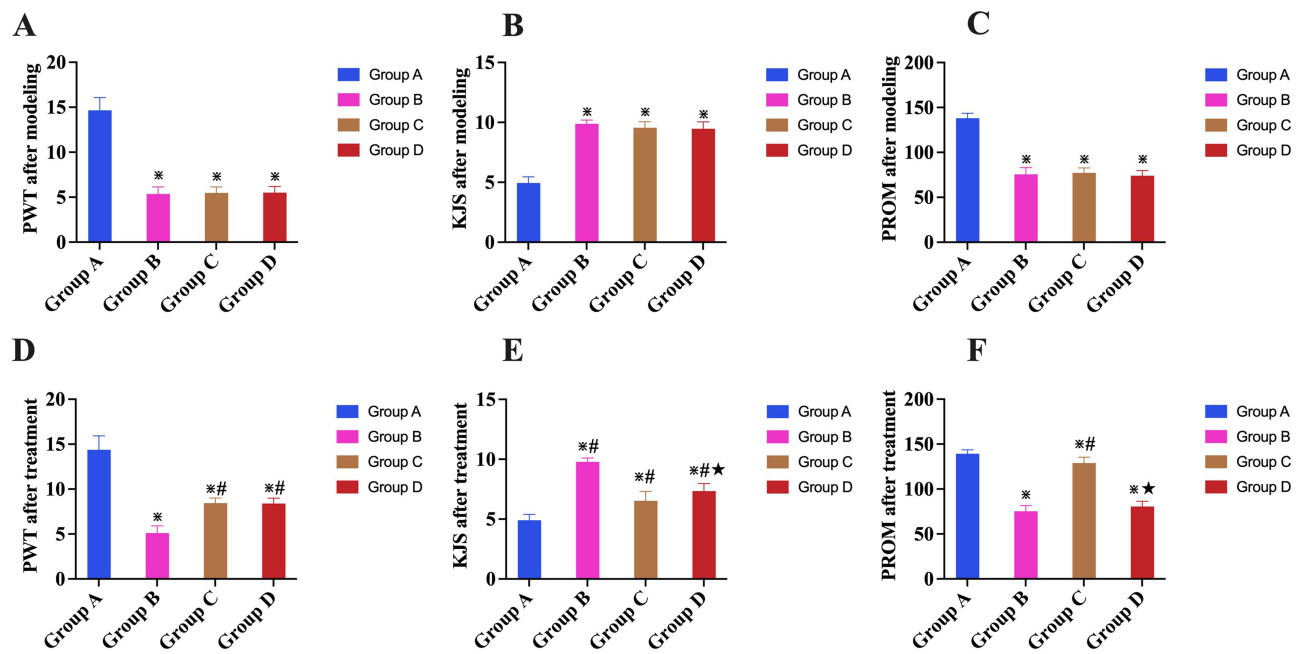 A
PWT after modeling
20
15
10
5
0
※
※
※
Group A
Group B
Group C
Group D
Group A
Group B
Group C
Group D
B
KJS after modeling
15
10
5
0
※
※
※
Group A
Group B
Group C
Group D
Group A
Group B
Group C
Group D
C
PROM after modeling
200
150
100
50
0
※
※
※
Group A
Group B
Group C
Group D
Group A
Group B
Group C
Group D
D
PWT after treatment
20
15
10
5
0
※
※#
※#
Group A
Group B
Group C
Group D
Group A
Group B
Group C
Group D
E
KJS after treatment
15
10
5
0
※#
※#
※#★
Group A
Group B
Group C
Group D
Group A
Group B
Group C
Group D
F
PROM after treatment
200
150
100
50
0
※
※#
※★
Group A
Group B
Group C
Group D
Group A
Group B
Group C
Group D